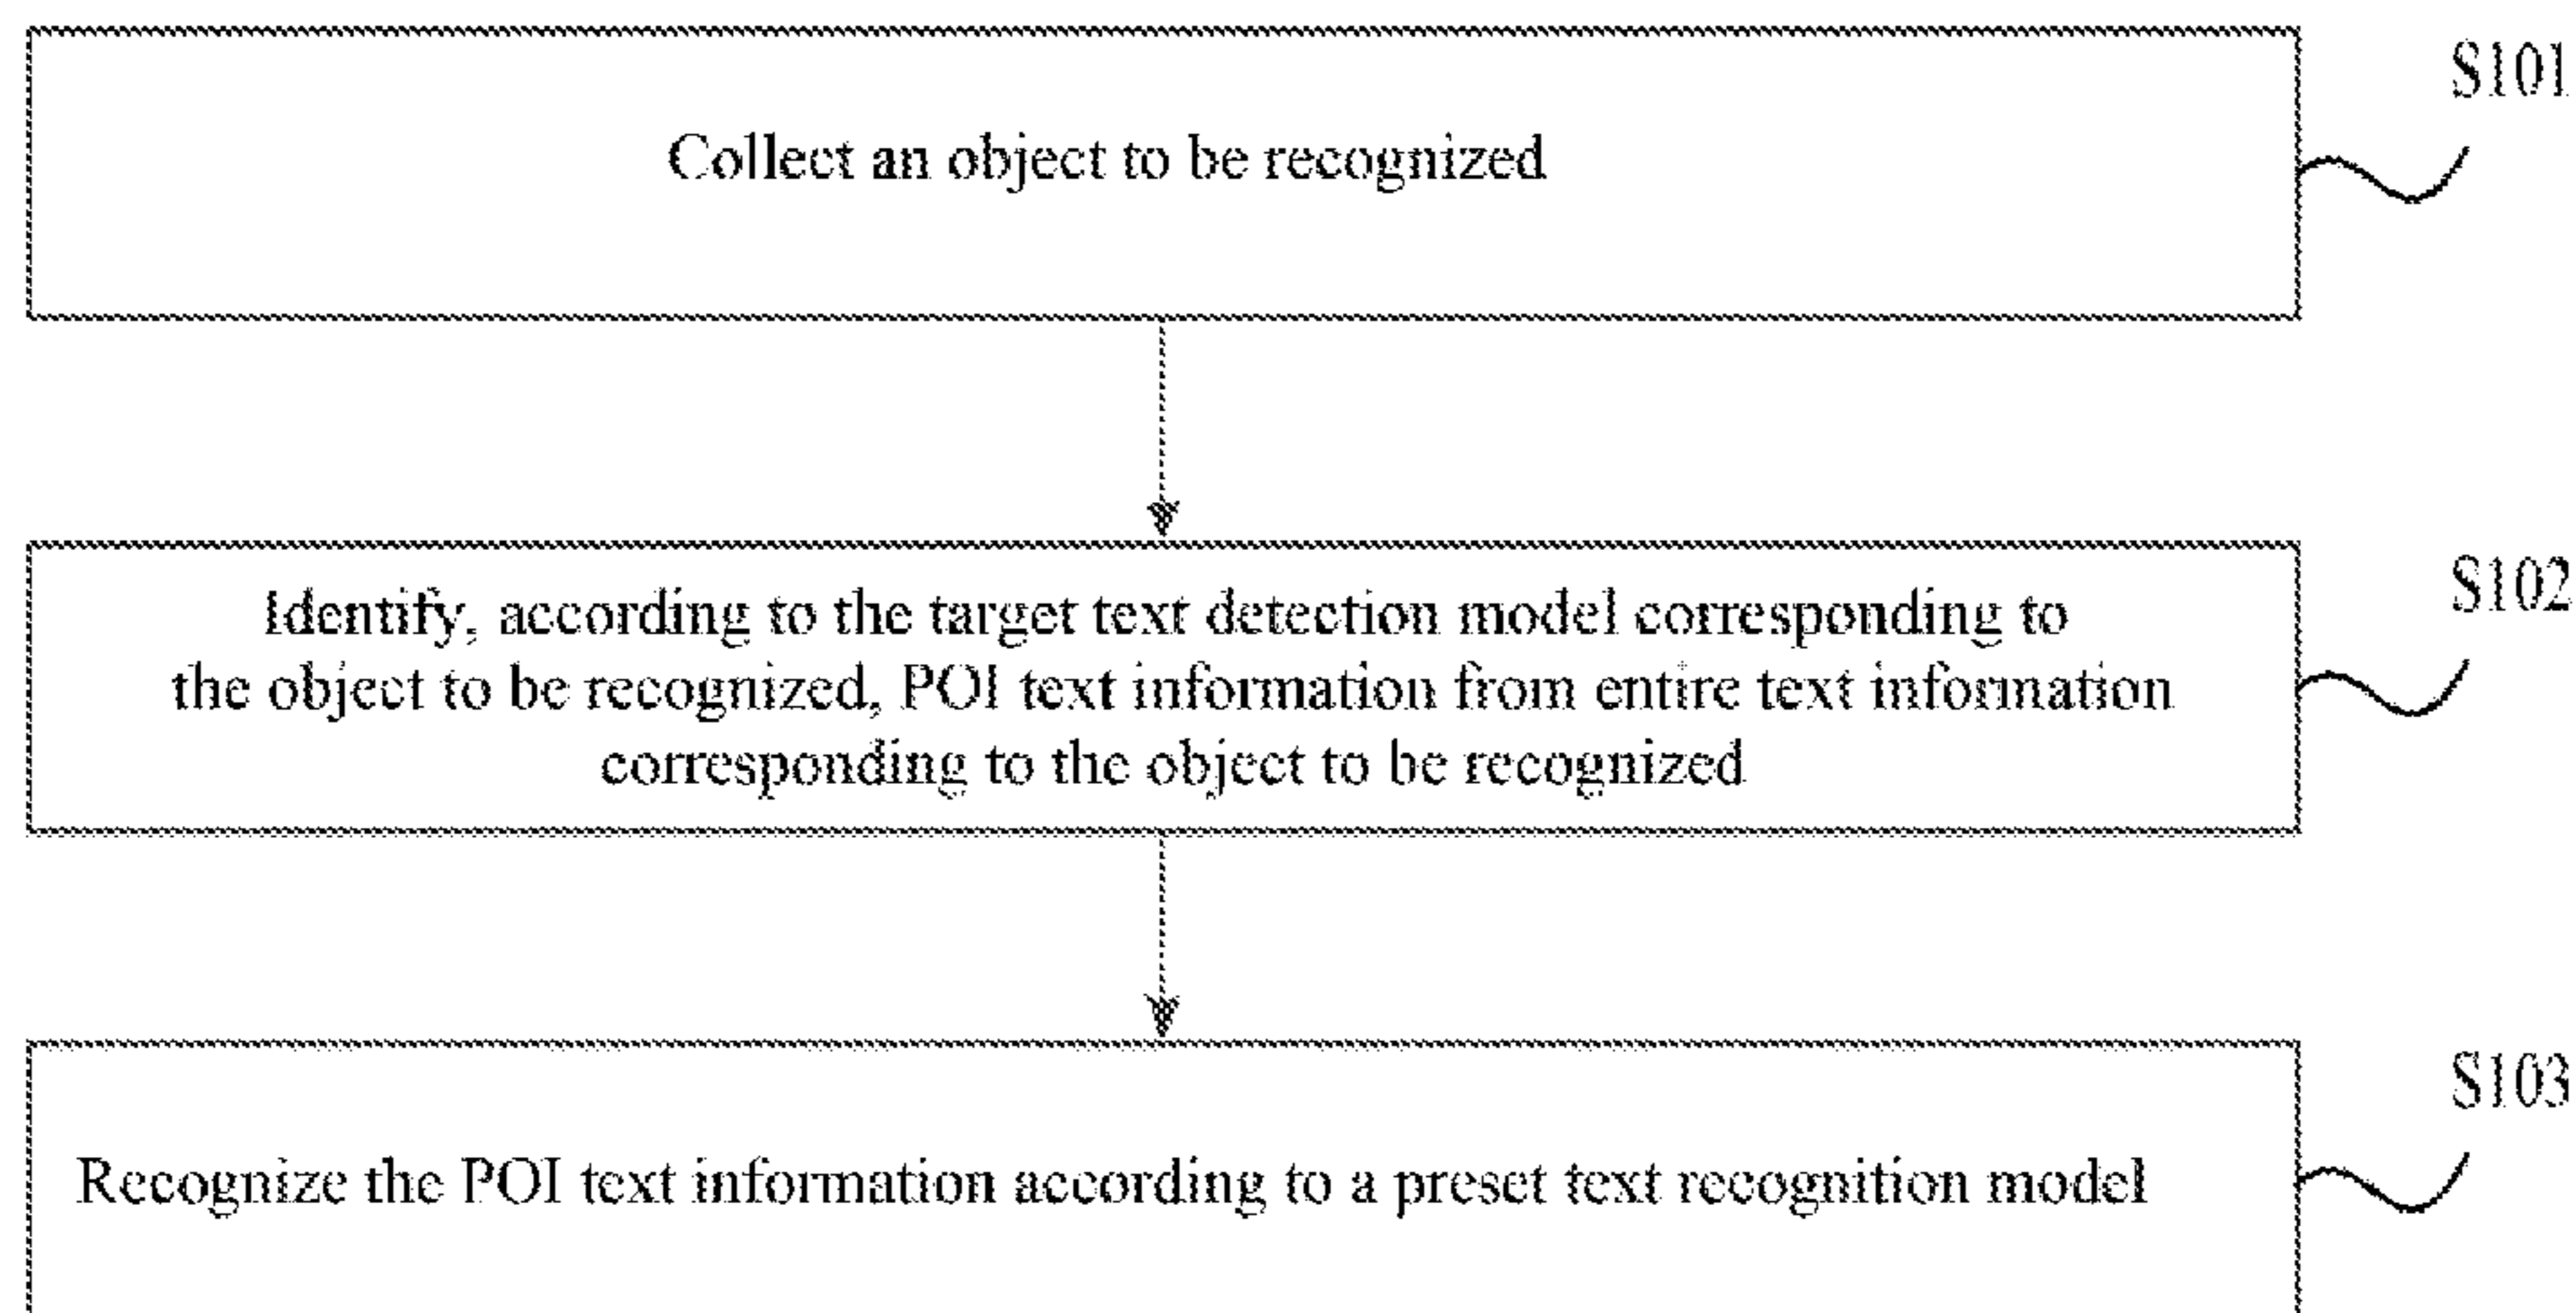 S101
Collect an object to be recognized
S102
Identify, according to the target text detection model corresponding to
the object to be recognized, POI text information from entire text information
corresponding to the object to be recognized
S103
Recognize the POI text information according to a preset text recognition model